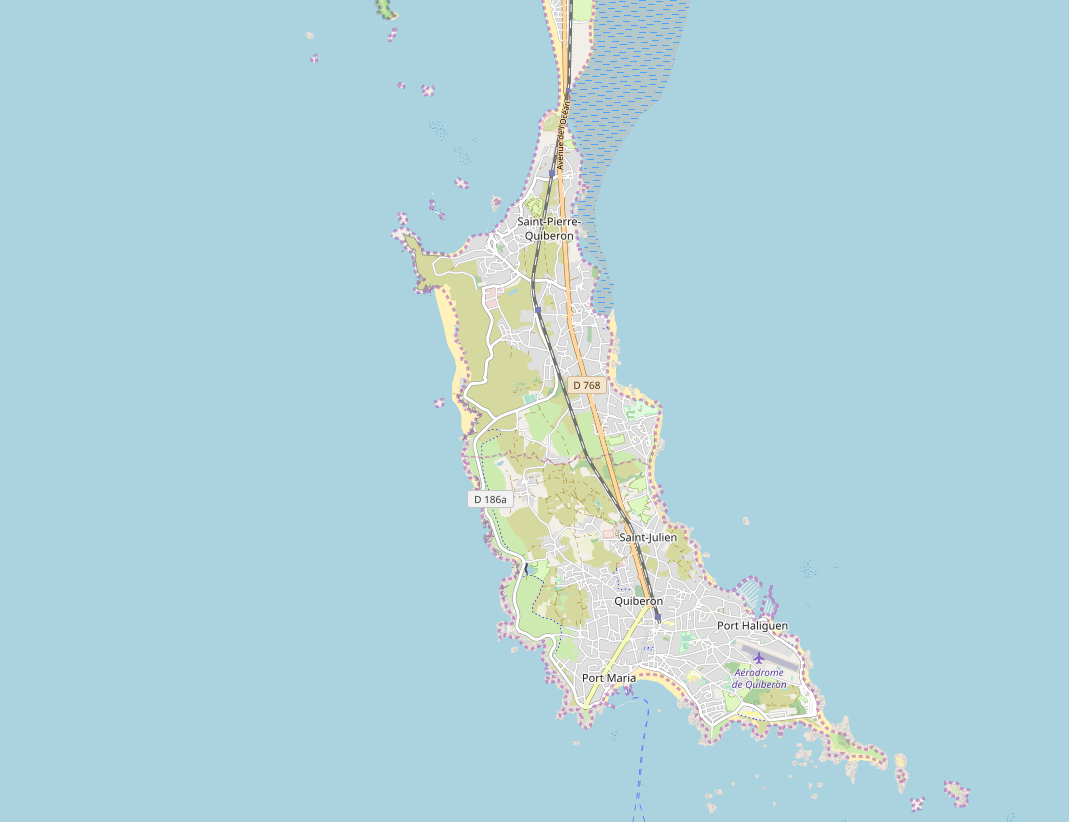 Avenue de l'Océan
Saint-Pierre-
Quiberon
D 768
D 186a
Saint-Julien
Quiberon
Port Haliguen
Aérodrome
de Quiberon
Port Maria